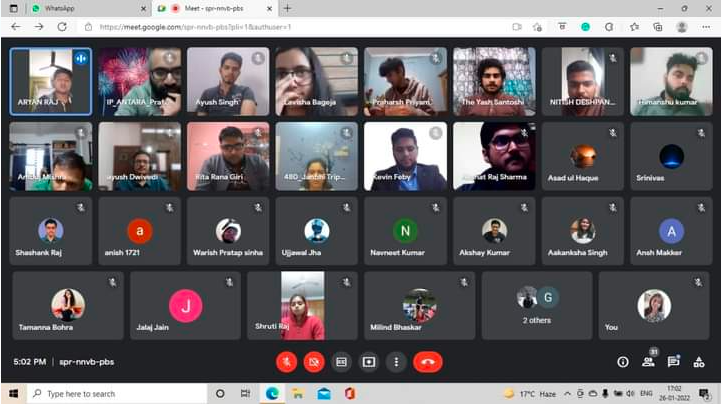 WhatsApp
Meet - spr-nnvb-pbs
https://meet.google.com/spr-nnvb-pbs?pli=1&authuser=1
ARYAN RAJ
IP_ANTARA_Prat
Ayush Singh
Lavisha Bageja
Praharsh Priyam
The Yash Santoshi
NITISH DESHPAN...
Himanshu kumar
Mishra
ayush Dwivedi
Rita Rana Giri
480_Janhvi Trip...
Kevin Feby
Raj Sharma
Asad ul Haque
Srinivas
Shashank Raj
a
anish 1721
Warish Pratap sinha
Ujjawal Jha
N
Navneet Kumar
Akshay Kumar
Aakanksha Singh
A
Ansh Makker
Tamanna Bohra
J
Jalaj Jain
Shruti Raj
Milind Bhaskar
G
2 others
You
5:02 PM | spr-nnvb-pbs
31
Type here to search
17°C Haze
ENG
17:02
26-01-2022